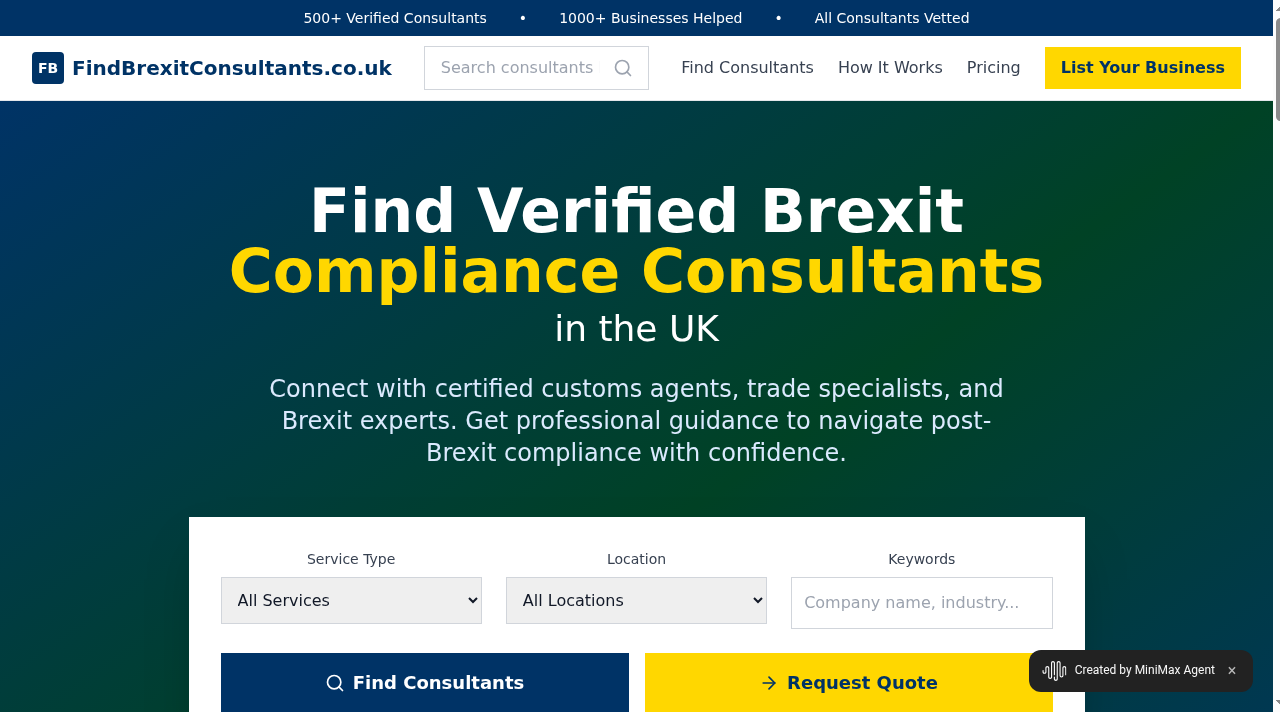 500+ Verified Consultants • 1000+ Businesses Helped • All Consultants Vetted
FB FindBrexitConsultants.co.uk Search consultants Find Consultants How It Works Pricing List Your Business
Find Verified Brexit
Compliance Consultants
in the UK
Connect with certified customs agents, trade specialists, and
Brexit experts. Get professional guidance to navigate post-
Brexit compliance with confidence.
Service Type Location Keywords
All Services All Locations Company name, industry...
Find Consultants Request Quote
Created by MiniMax Agent ×